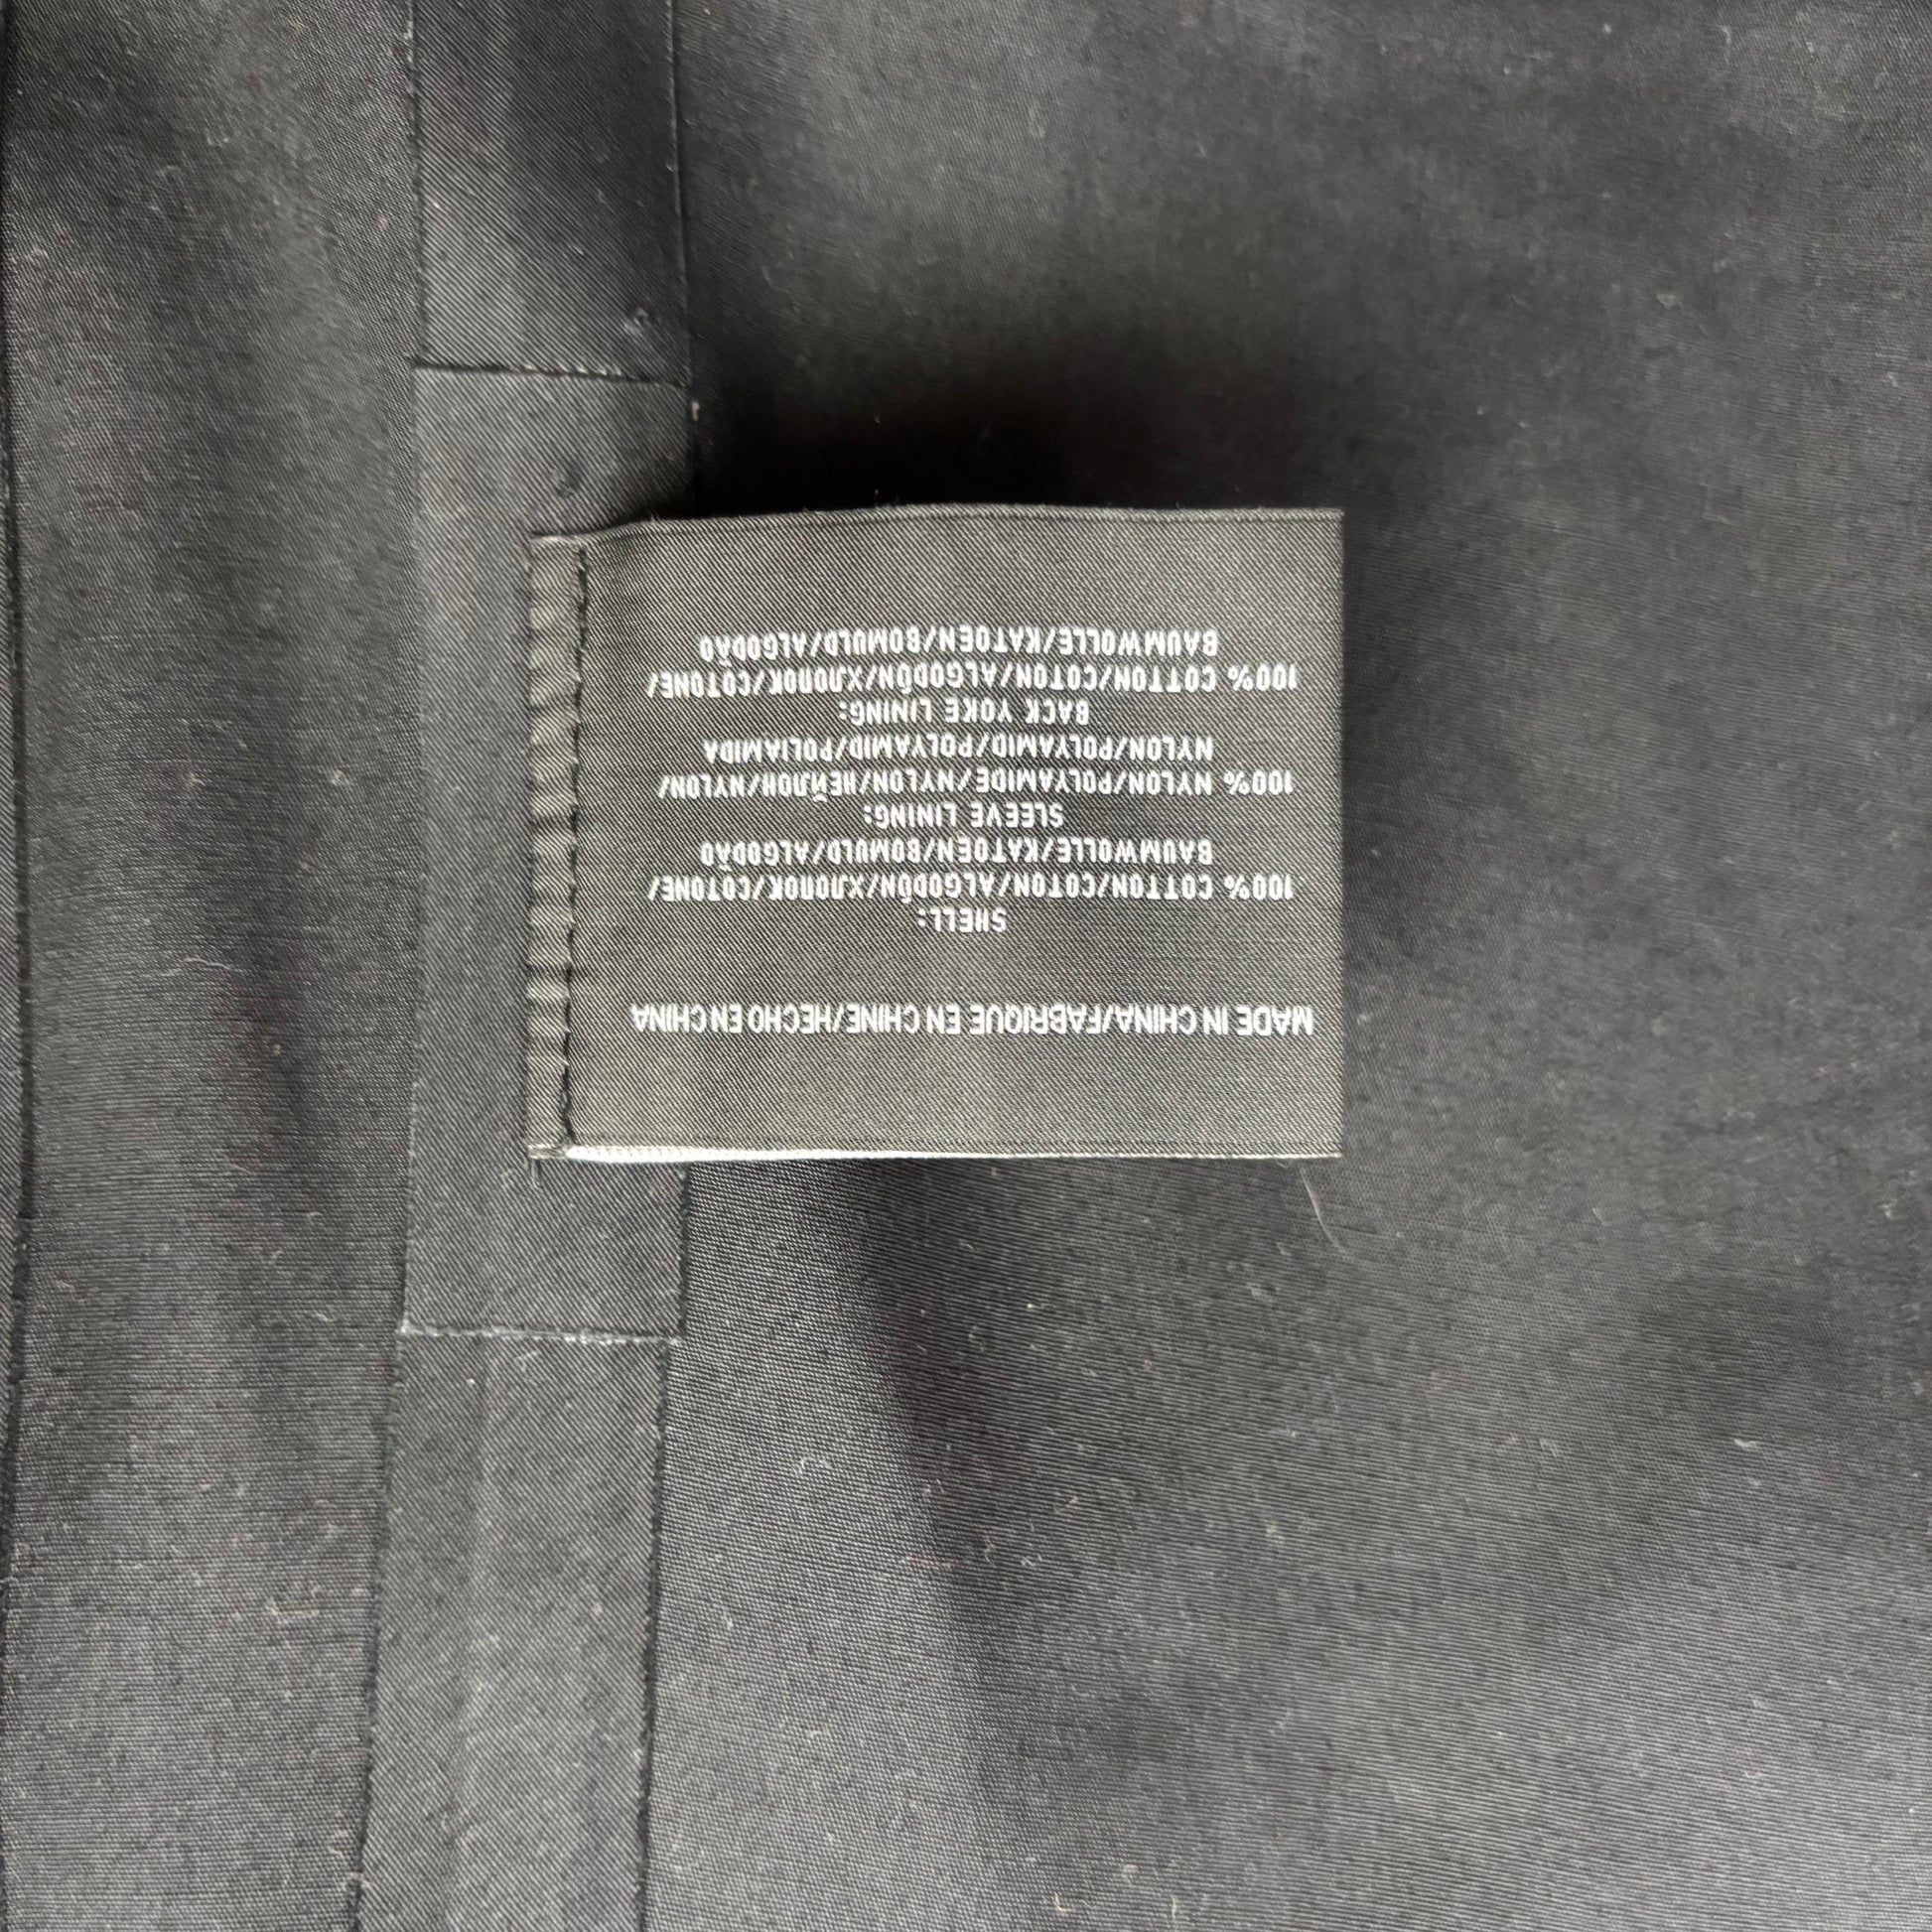 MADE IN CHINA/FABRIQUE EN CHINE/HECHO EN CHINA
SHELL:
100% COTTON/COTON/ALGODÓN/ХЛОПОК/COTONE/
BAUMWOLLE/KATOEN/BOMULD/ALGODÃO
SLEEVE LINING:
100% NYLON/POLYAMIDE/NYLON/НЕЙЛОН/NYLON/
NYLON/POLYAMID/POLYAMID/POLIAMIDA
BACK YOKE LINING:
100% COTTON/COTON/ALGODÓN/ХЛОПОК/COTONE/
BAUMWOLLE/KATOEN/BOMULD/ALGODÃO